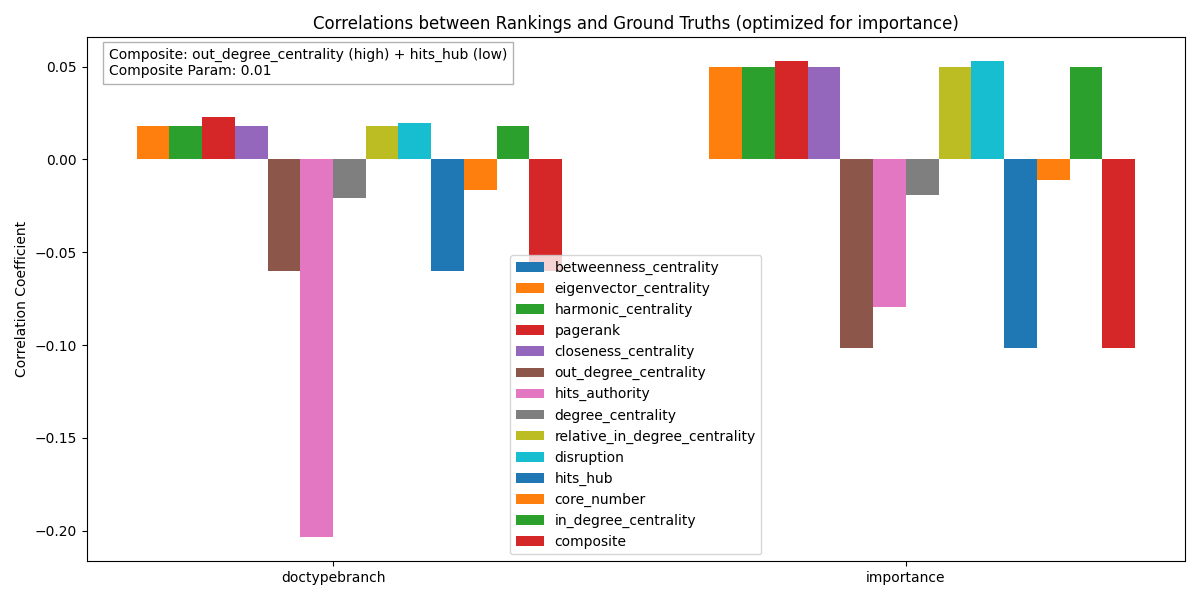 Correlations between Rankings and Ground Truths (optimized for importance)
Composite: out_degree_centrality (high) + hits_hub (low)
Composite Param: 0.01
Correlation Coefficient
0.05
0.00
−0.05
−0.10
−0.15
−0.20
betweenness_centrality
eigenvector_centrality
harmonic_centrality
pagerank
closeness_centrality
out_degree_centrality
hits_authority
degree_centrality
relative_in_degree_centrality
disruption
hits_hub
core_number
in_degree_centrality
composite
doctypebranch
importance